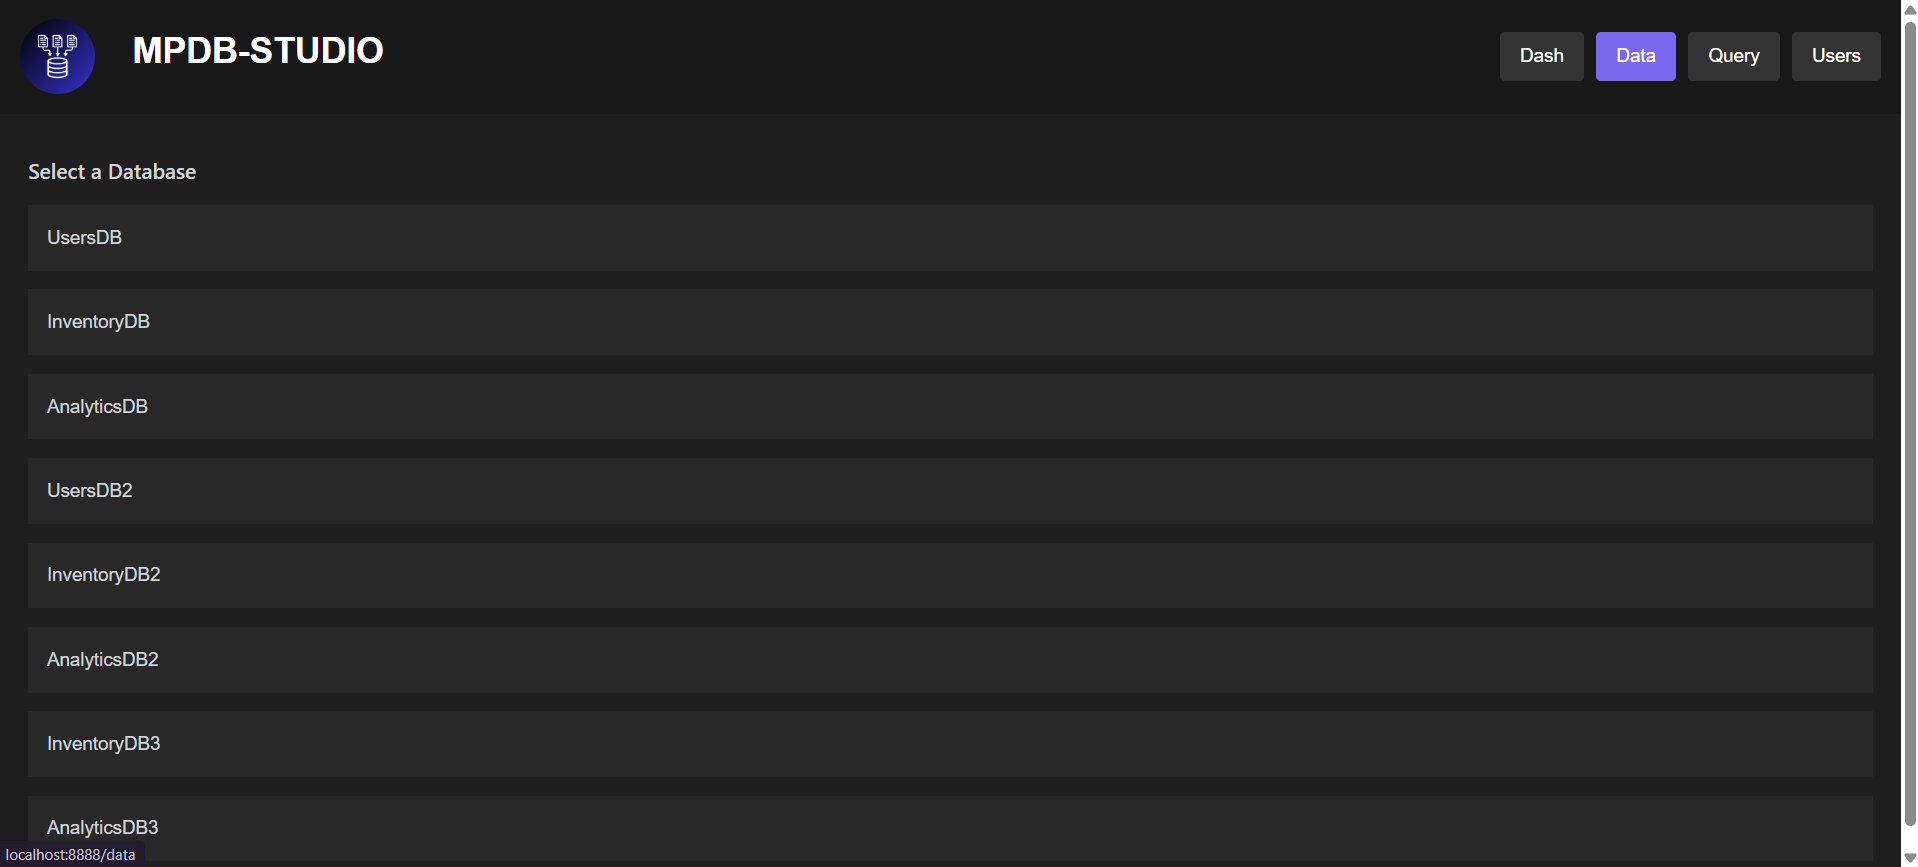 MPDB-STUDIO
Dash Data Query Users
Select a Database
UsersDB
InventoryDB
AnalyticsDB
UsersDB2
InventoryDB2
AnalyticsDB2
InventoryDB3
AnalyticsDB3
localhost:8888/data